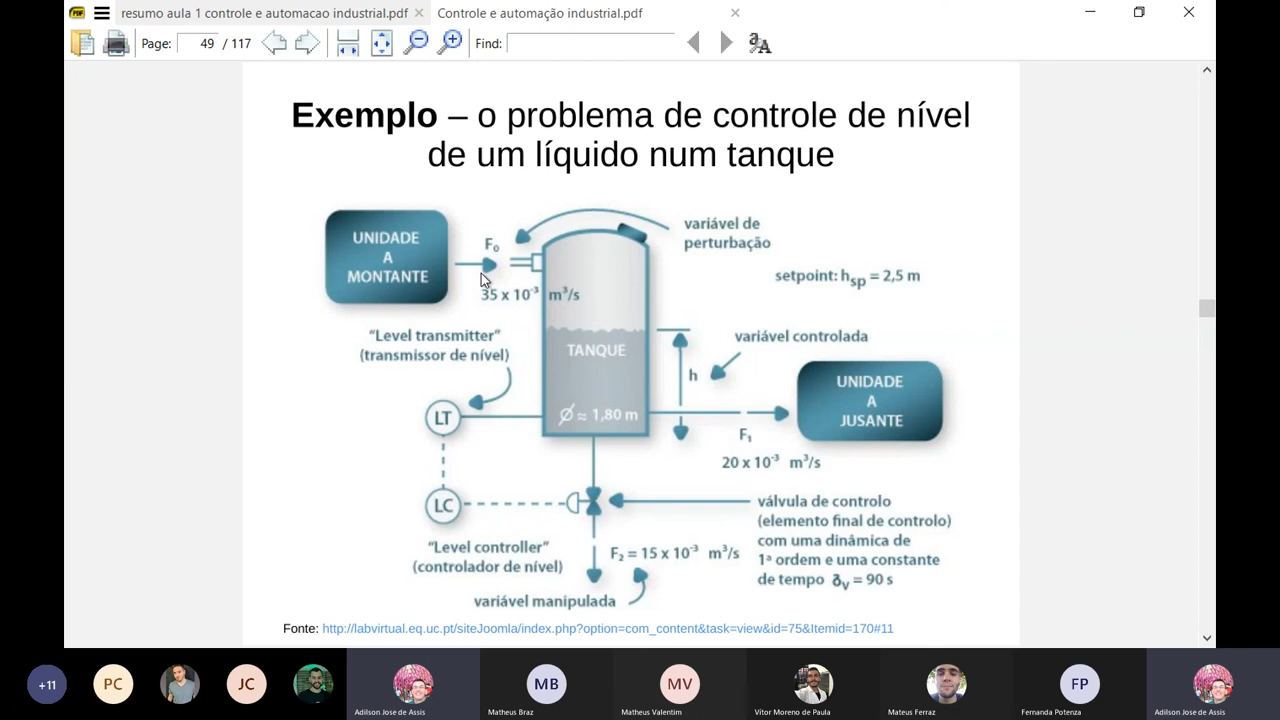 resumo aula 1 controle e automacao industrial.pdf
Controle e automação industrial.pdf
Page: 49 / 117
Find:
Exemplo – o problema de controle de nível
de um líquido num tanque
UNIDADE
A
MONTANTE
F₀
35 x 10⁻³ m³/s
variável de
perturbação
setpoint: hsp = 2,5 m
"Level transmitter"
(transmissor de nível)
TANQUE
Ø ≈ 1,80 m
variável controlada
h
UNIDADE
A
JUSANTE
LT
F₁
20 x 10⁻³ m³/s
LC
válvula de controlo
(elemento final de controlo)
com uma dinâmica de
1ª ordem e uma constante
de tempo δv = 90 s
"Level controller"
(controlador de nível)
F₂ = 15 x 10⁻³ m³/s
variável manipulada
Fonte: http://labvirtual.eq.uc.pt/siteJoomla/index.php?option=com_content&task=view&id=75&Itemid=170#11
+11
PC
JC
MB
MV
FP
Adilson Jose de Assis
Matheus Braz
Matheus Valentim
Vítor Moreno de Paula
Mateus Ferraz
Fernanda Potenza
Adilson Jose de Assis